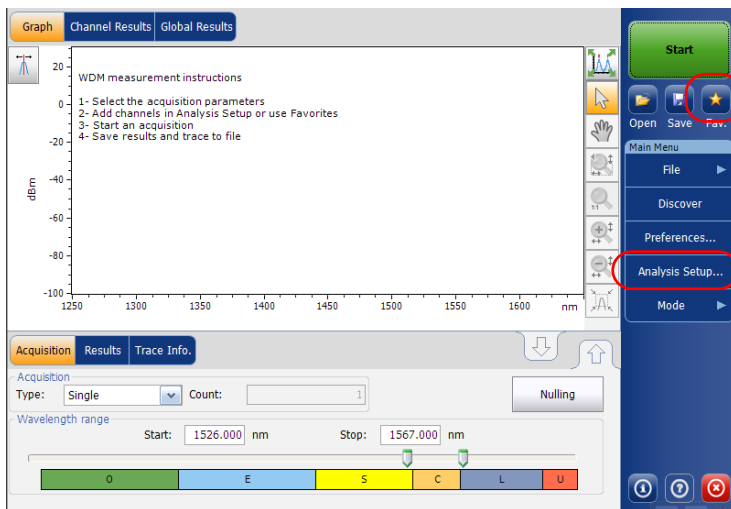 Graph Channel Results Global Results
Start
WDM measurement instructions
1- Select the acquisition parameters
2- Add channels in Analysis Setup or use Favorites
3- Start an acquisition
4- Save results and trace to file
20
0
-20
-40
-60
-80
-100
dBm
1250 1300 1350 1400 1450 1500 1550 1600 nm
1:1
Open Save Fav.
Main Menu
File
Discover
Preferences...
Analysis Setup...
Mode
Acquisition Results Trace Info.
Acquisition
Type: Single Count: 1
Nulling
Wavelength range
Start: 1526.000 nm Stop: 1567.000 nm
O E S C L U